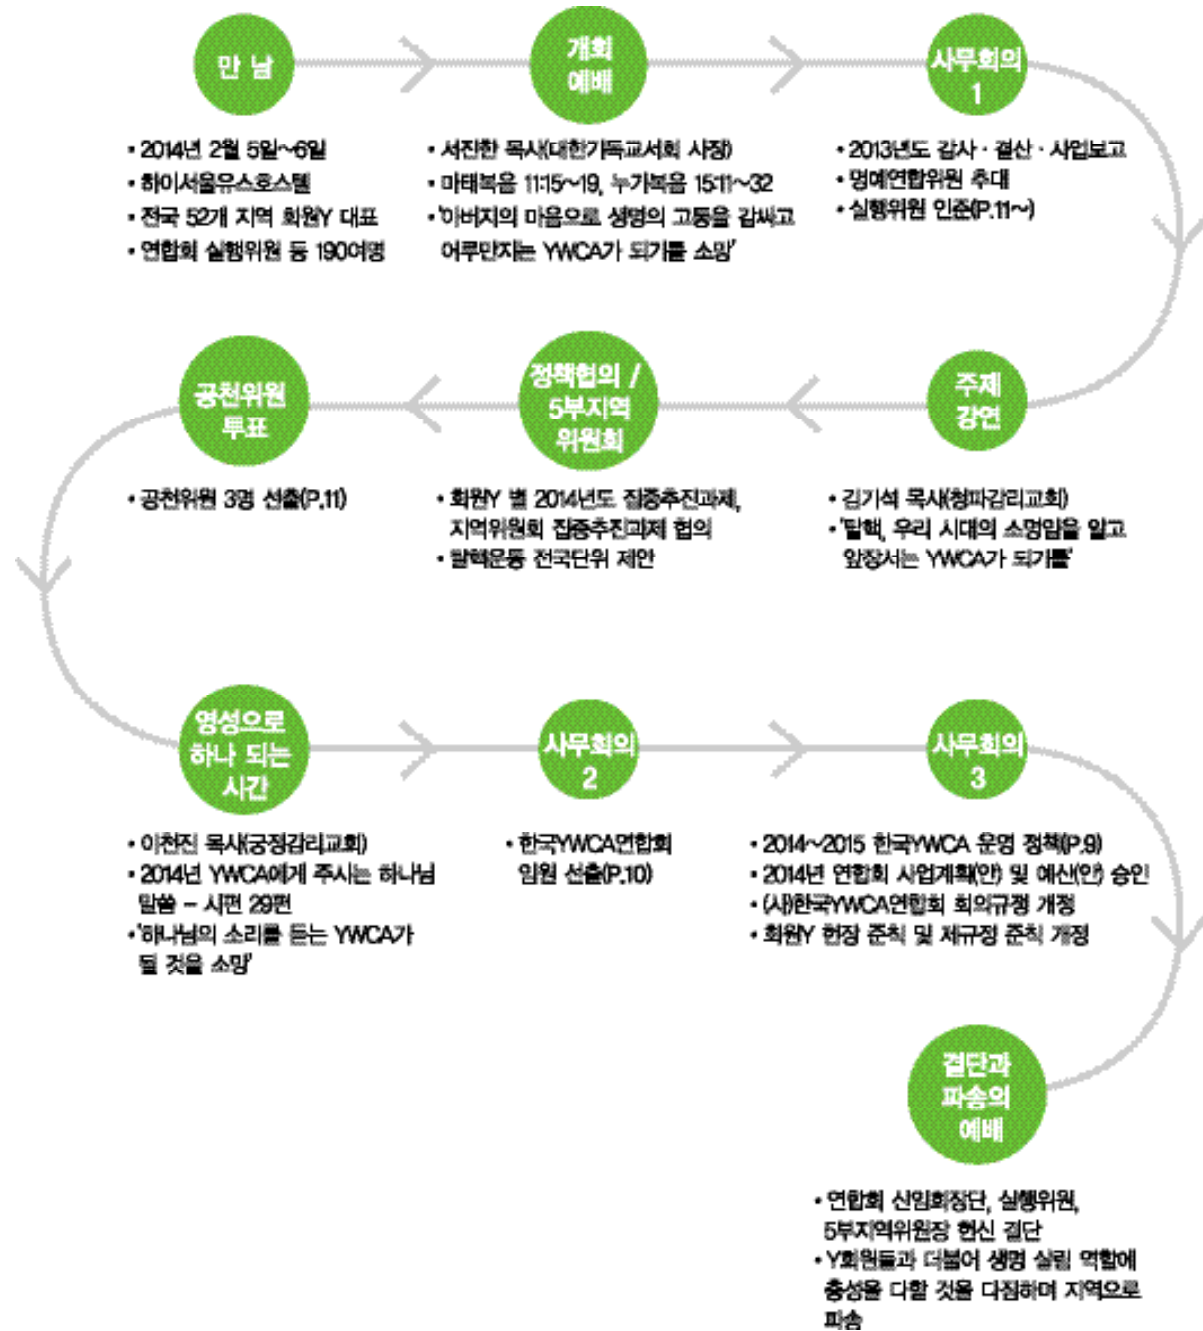 만 남
• 2014년 2월 5일~6일
• 하이서울유스호스텔
• 전국 52개 지역 회원Y 대표
• 연합회 실행위원 등 190여명
개회
예배
• 서진한 목사(대한기독교서회 사장)
• 마태복음 11:15~19, 누가복음 15:11~32
• '아버지의 마음으로 생명의 고통을 감싸고
어루만지는 YWCA가 되기를 소망'
사무회의
1
• 2013년도 감사 · 결산 · 사업보고
• 명예연합위원 추대
• 실행위원 인준(P.11~)
주제
강연
• 김기석 목사(청파감리교회)
• '탈핵, 우리 시대의 소명임을 알고
앞장서는 YWCA가 되기를'
정책협의 /
5부지역
위원회
• 회원Y 별 2014년도 집중추진과제,
지역위원회 집중추진과제 협의
• 탈핵운동 전국단위 제안
공천위원
투표
• 공천위원 3명 선출(P.11)
영성으로
하나 되는
시간
• 이천진 목사(궁정감리교회)
• 2014년 YWCA에게 주시는 하나님
말씀 – 시편 29편
• '하나님의 소리를 듣는 YWCA가
될 것을 소망'
사무회의
2
• 한국YWCA연합회
임원 선출(P.10)
사무회의
3
• 2014~2015 한국YWCA 운영 정책(P.9)
• 2014년 연합회 사업계획(안) 및 예산(안) 승인
• (사)한국YWCA연합회 회의규정 개정
• 회원Y 헌장 준칙 및 제규정 준칙 개정
결단과
파송의
예배
• 연합회 신임회장단, 실행위원,
5부지역위원장 헌신 결단
• Y회원들과 더불어 생명 살림 역할에
충성을 다할 것을 다짐하며 지역으로
파송